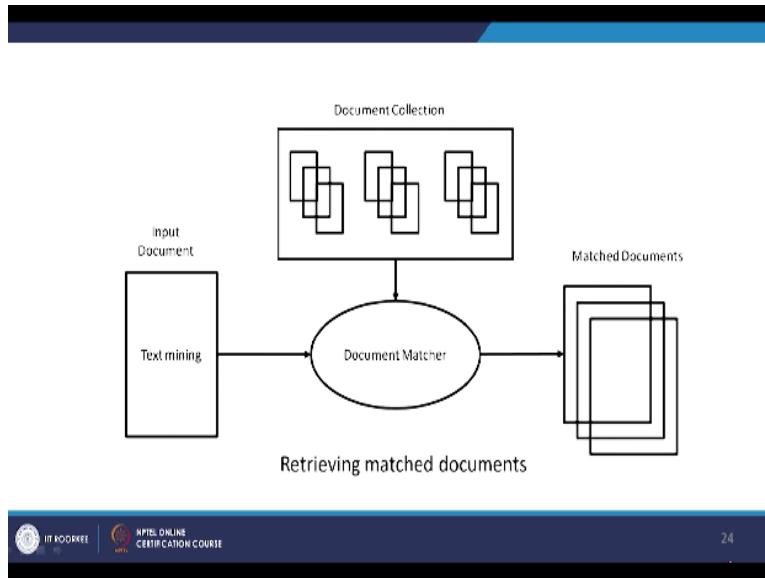 Document Collection
Input
Document
Matched Documents
Text mining
Document Matcher
Retrieving matched documents
IIT ROORKEE
NPTEL ONLINE
CERTIFICATION COURSE
24